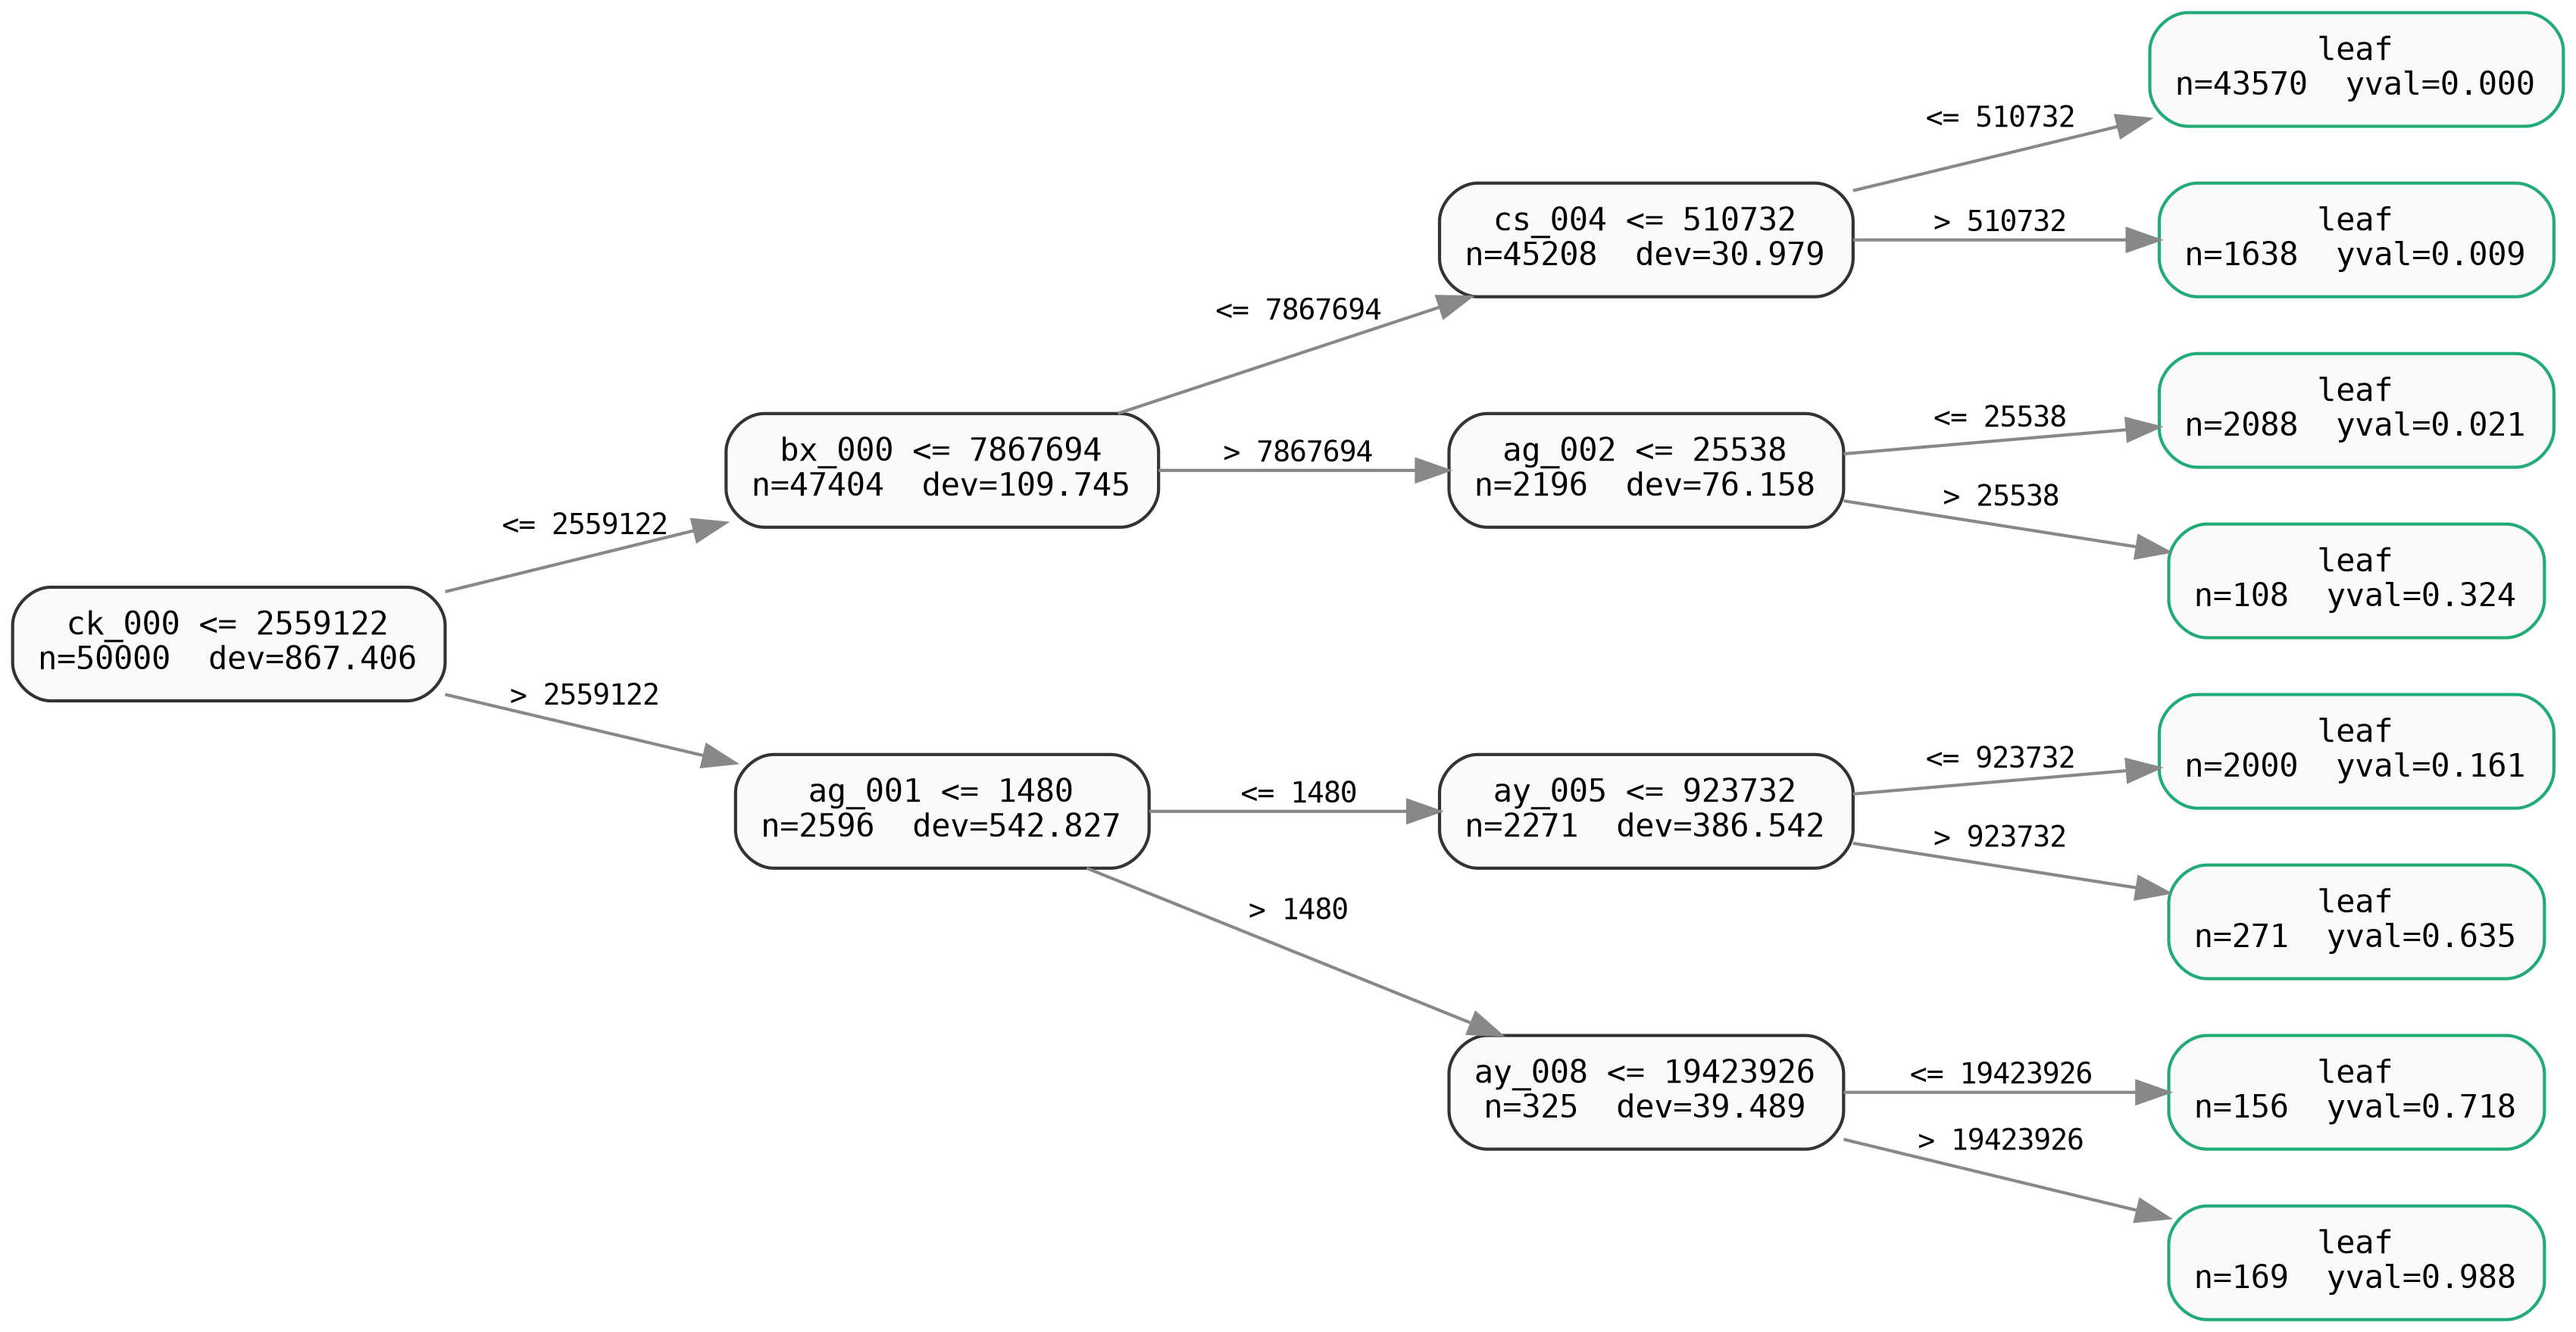 leaf
n=43570  yval=0.000
<= 510732
cs_004 <= 510732
n=45208  dev=30.979
> 510732
leaf
n=1638  yval=0.009
<= 7867694
bx_000 <= 7867694
n=47404  dev=109.745
> 7867694
ag_002 <= 25538
n=2196  dev=76.158
<= 25538
leaf
n=2088  yval=0.021
> 25538
leaf
n=108  yval=0.324
<= 2559122
ck_000 <= 2559122
n=50000  dev=867.406
> 2559122
ag_001 <= 1480
n=2596  dev=542.827
<= 1480
ay_005 <= 923732
n=2271  dev=386.542
<= 923732
leaf
n=2000  yval=0.161
> 923732
leaf
n=271  yval=0.635
> 1480
ay_008 <= 19423926
n=325  dev=39.489
<= 19423926
leaf
n=156  yval=0.718
> 19423926
leaf
n=169  yval=0.988